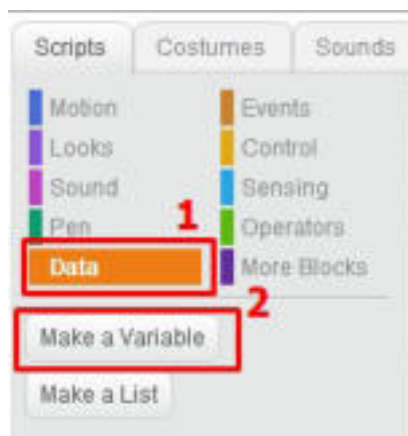 Scripts Costumes Sounds
Motion Events
Looks Control
Sound Sensing
Pen 1 Operators
Data More Blocks
2
Make a Variable
Make a List